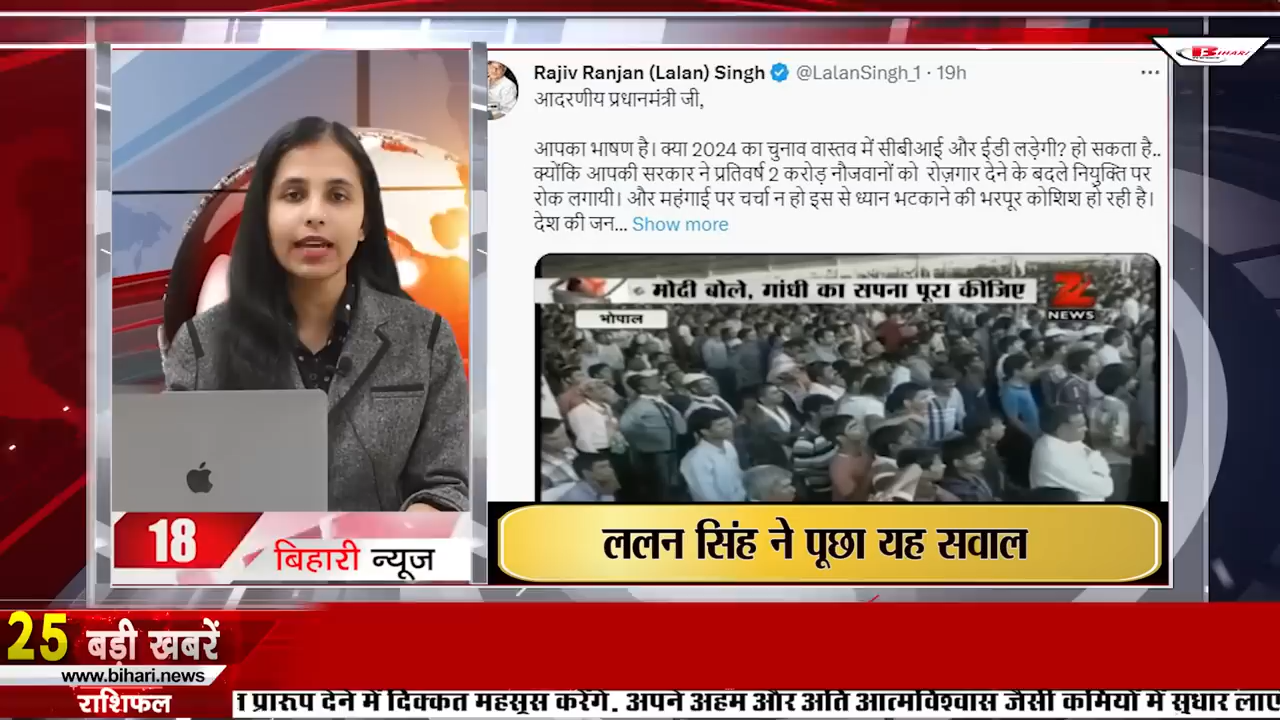 BIHARI
NEWS
Rajiv Ranjan (Lalan) Singh @LalanSingh_1 · 19h
आदरणीय प्रधानमंत्री जी,
आपका भाषण है। क्या 2024 का चुनाव वास्तव में सीबीआई और ईडी लड़ेगी? हो सकता है..
क्योंकि आपकी सरकार ने प्रतिवर्ष 2 करोड़ नौजवानों को रोज़गार देने के बदले नियुक्ति पर
रोक लगायी। और महंगाई पर चर्चा न हो इस से ध्यान भटकाने की भरपूर कोशिश हो रही है।
देश की जन... Show more
मोदी बोले, गांधी का सपना पूरा कीजिए
भोपाल
Z
NEWS
ललन सिंह ने पूछा यह सवाल
18
बिहारी न्यूज
25 बड़ी खबरें
www.bihari.news
राशिफल
प्रारूप देने में दिक्कत महसूस करेंगे. अपने अहम और अति आत्मविश्वास जैसी कमियों में सुधार लाए